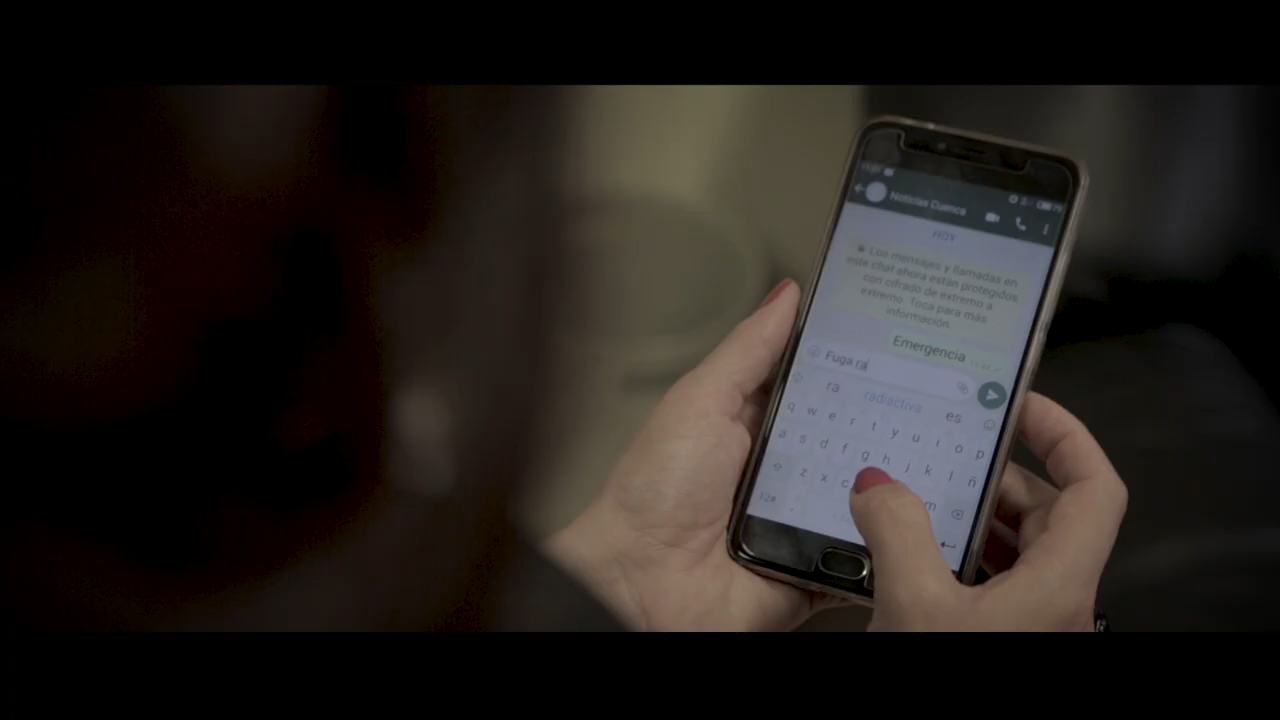 Noticias Cuenca
HOY
Los mensajes y llamadas en
este chat ahora están protegidos
con cifrado de extremo a
extremo. Toca para más
información.
Emergencia
Fuga ra
ra radiactiva es
q w e r t y u i o p
a s d f g h j k l ñ
z x c m
12#